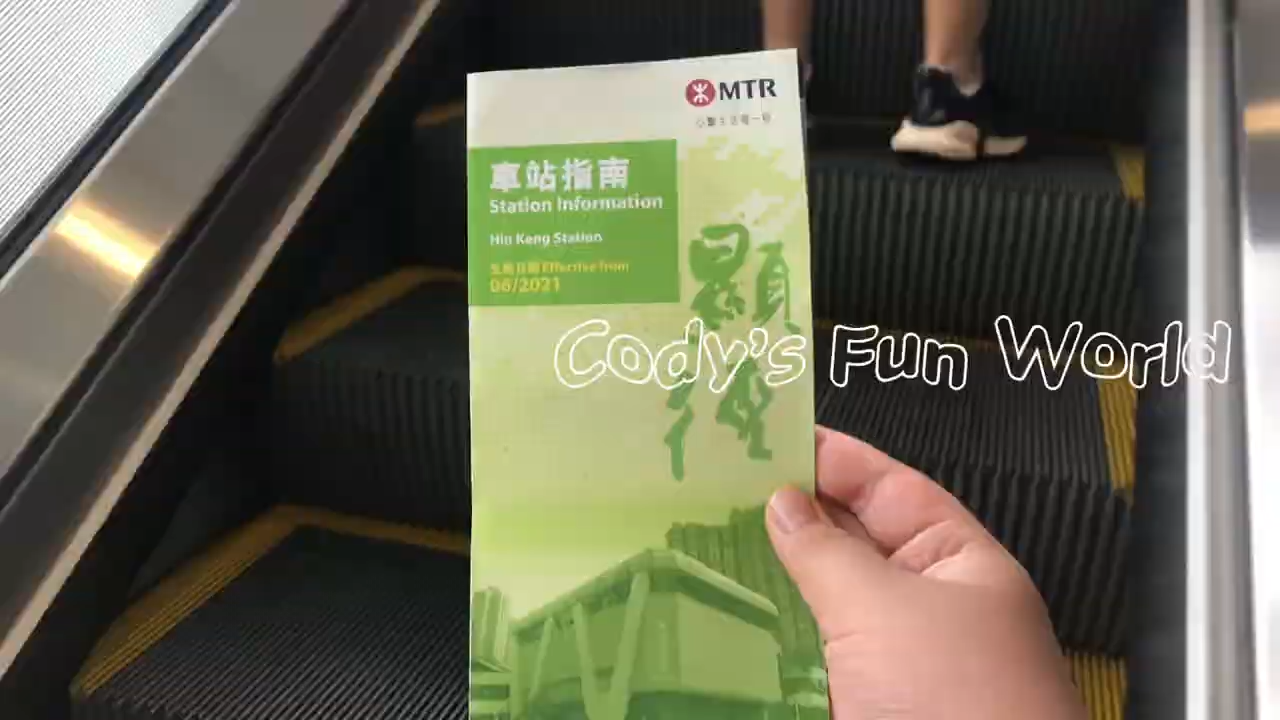 MTR
車站指南
Station Information
Hin Keng Station
生效日期 Effective from
06/2021
顯徑
Cody's Fun World